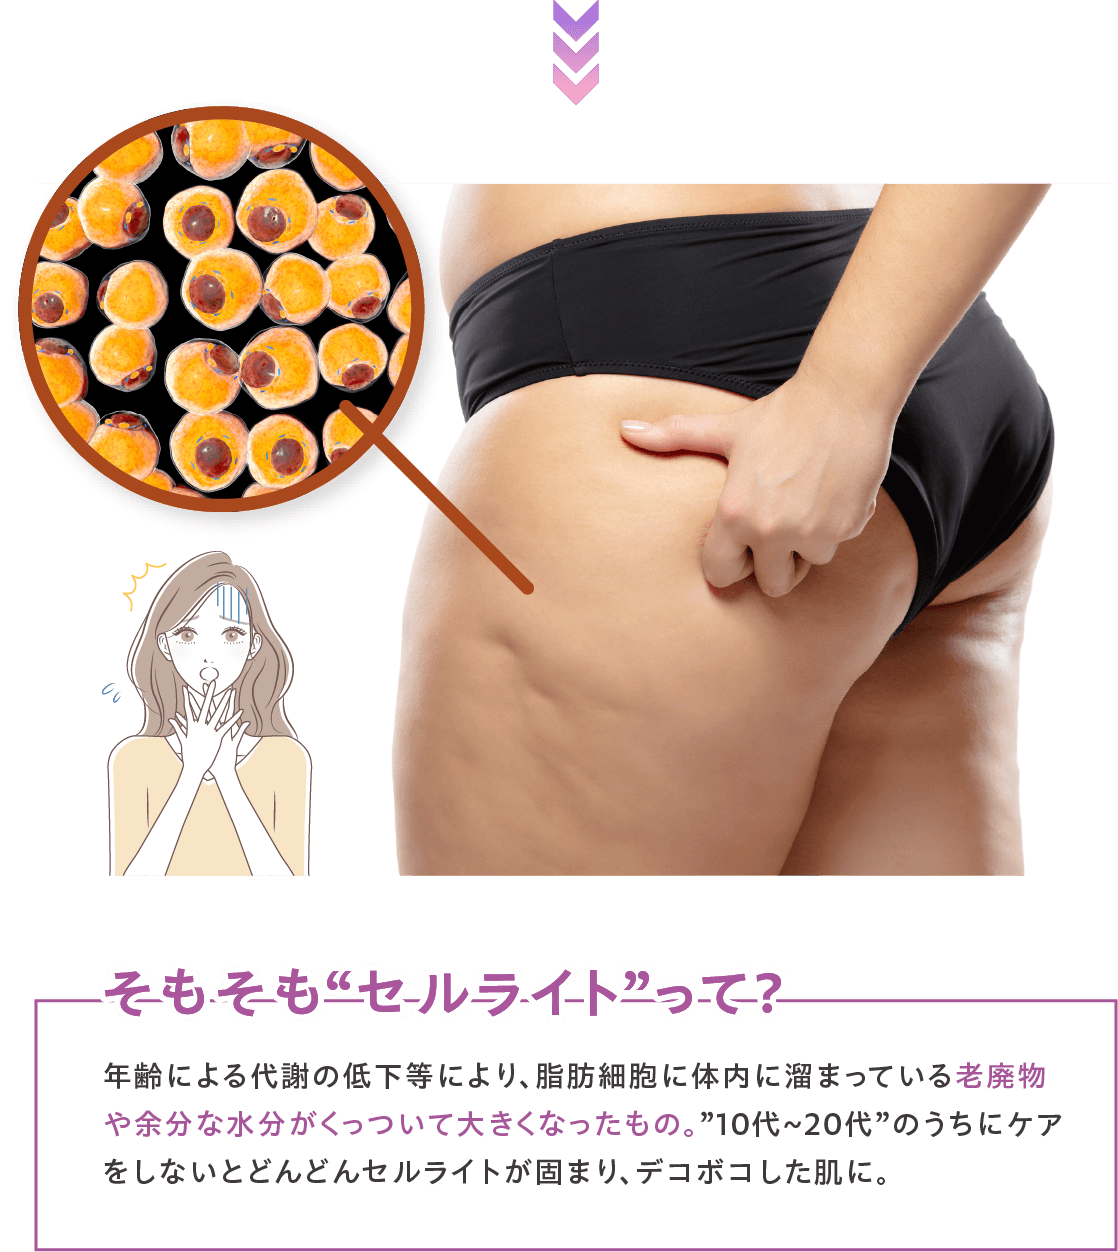 そもそも“セルライト”って？
年齢による代謝の低下等により、脂肪細胞に体内に溜まっている老廃物
や余分な水分がくっついて大きくなったもの。”10代~20代”のうちにケア
をしないとどんどんセルライトが固まり、デコボコした肌に。